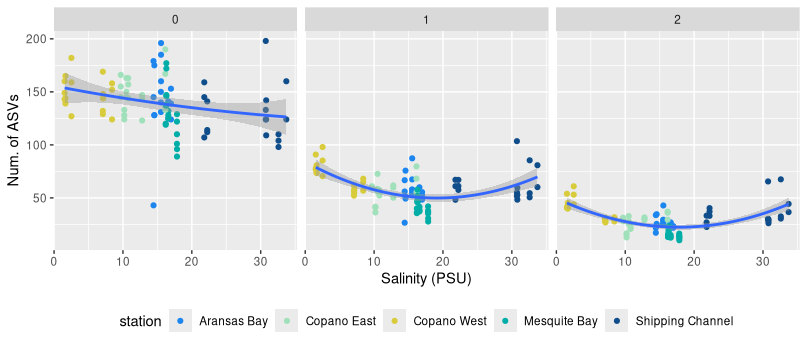 0 1 2
200
150
100
50
Num. of ASVs
0 10 20 30 0 10 20 30 0 10 20 30
Salinity (PSU)
station Aransas Bay Copano East Copano West Mesquite Bay Shipping Channel